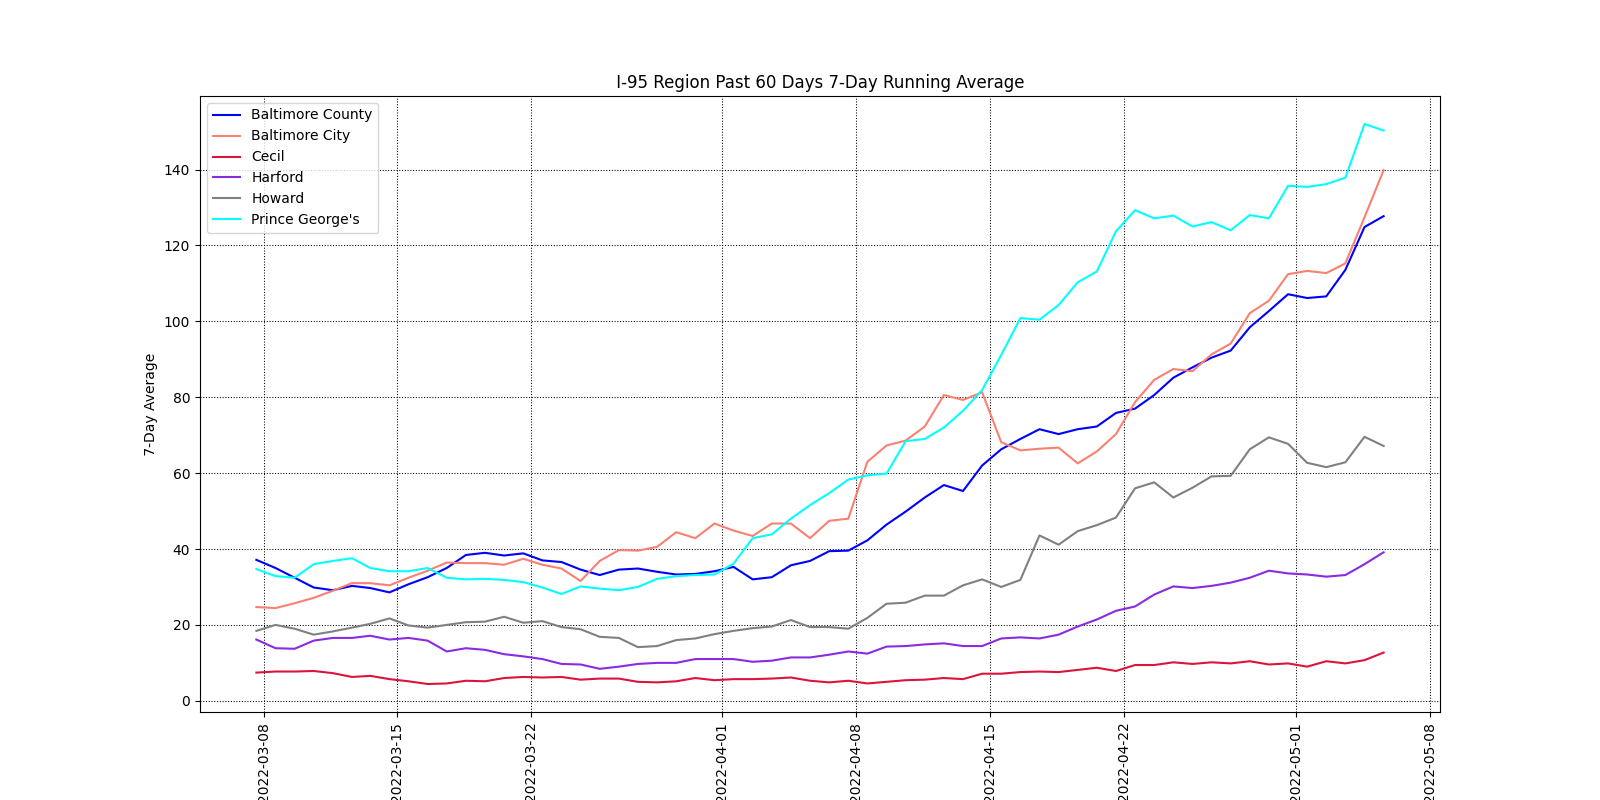 I-95 Region Past 60 Days 7-Day Running Average
Baltimore County
Baltimore City
Cecil
Harford
Howard
Prince George's
7-Day Average
140
120
100
80
60
40
20
0
2022-03-08
2022-03-15
2022-03-22
2022-04-01
2022-04-08
2022-04-15
2022-04-22
2022-05-01
2022-05-08